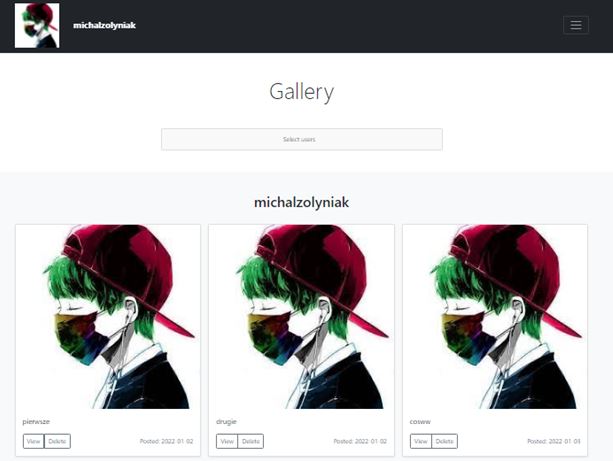 michalzolyniak
Gallery
Select users
michalzolyniak
pierwsze
View Delete Posted: 2022-01-02
drugie
View Delete Posted: 2022-01-02
cosww
View Delete Posted: 2022-01-03